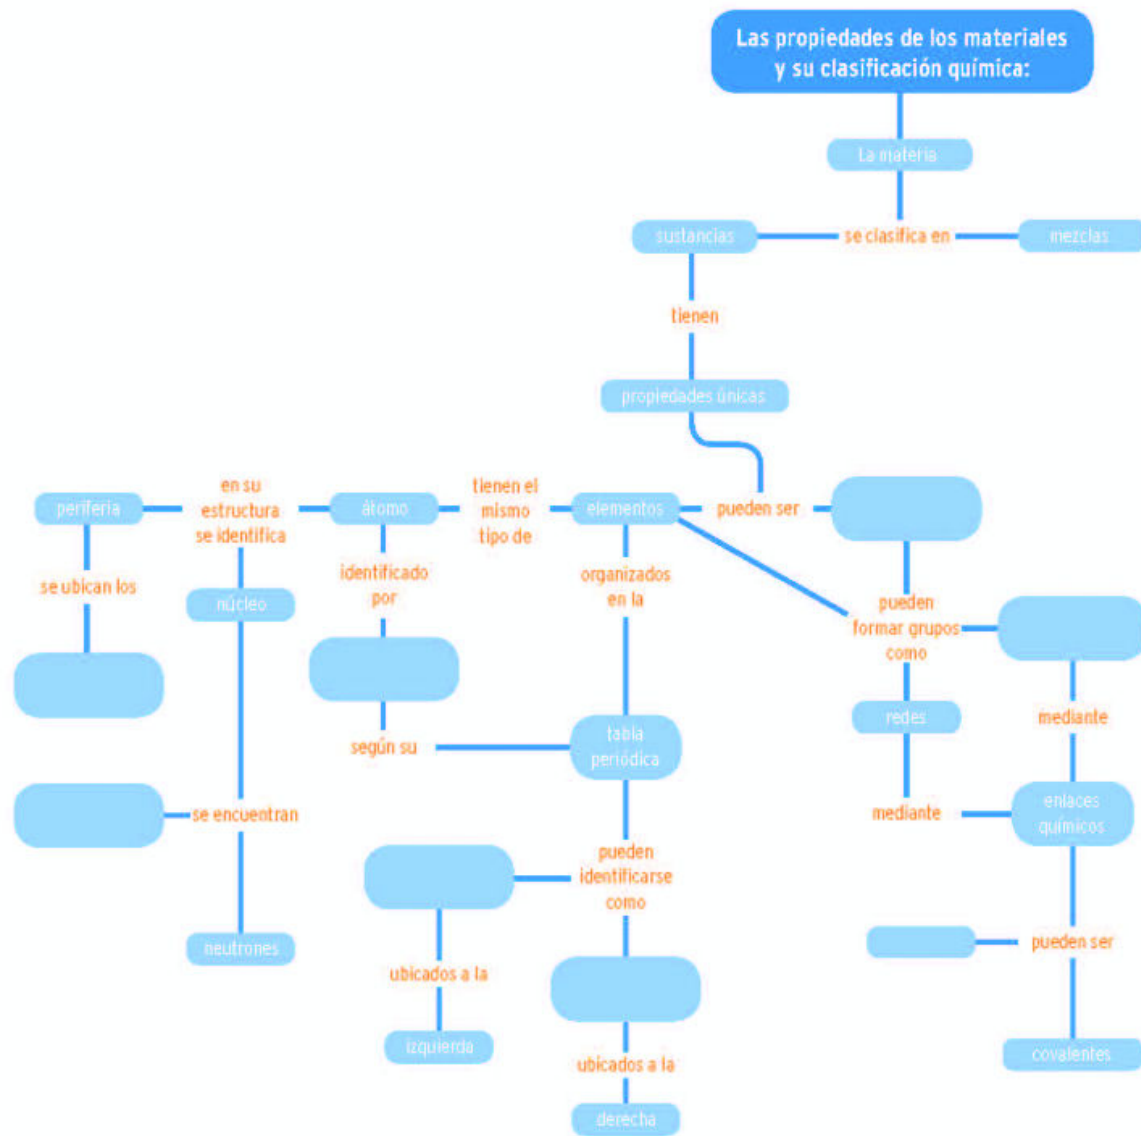 Las propiedades de los materiales
y su clasificación química:
La materia
sustancias
se clasifica en
mezclas
tienen
propiedades únicas
periferia
en su
estructura
se identifica
átomo
tienen el
mismo
tipo de
elementos
pueden ser
se ubican los
núcleo
identificado
por
organizados
en la
pueden
formar grupos
como
redes
mediante
según su
tabla
periódica
mediante
enlaces
químicos
se encuentran
pueden
identificarse
como
neutrones
pueden ser
ubicados a la
izquierda
covalentes
ubicados a la
derecha